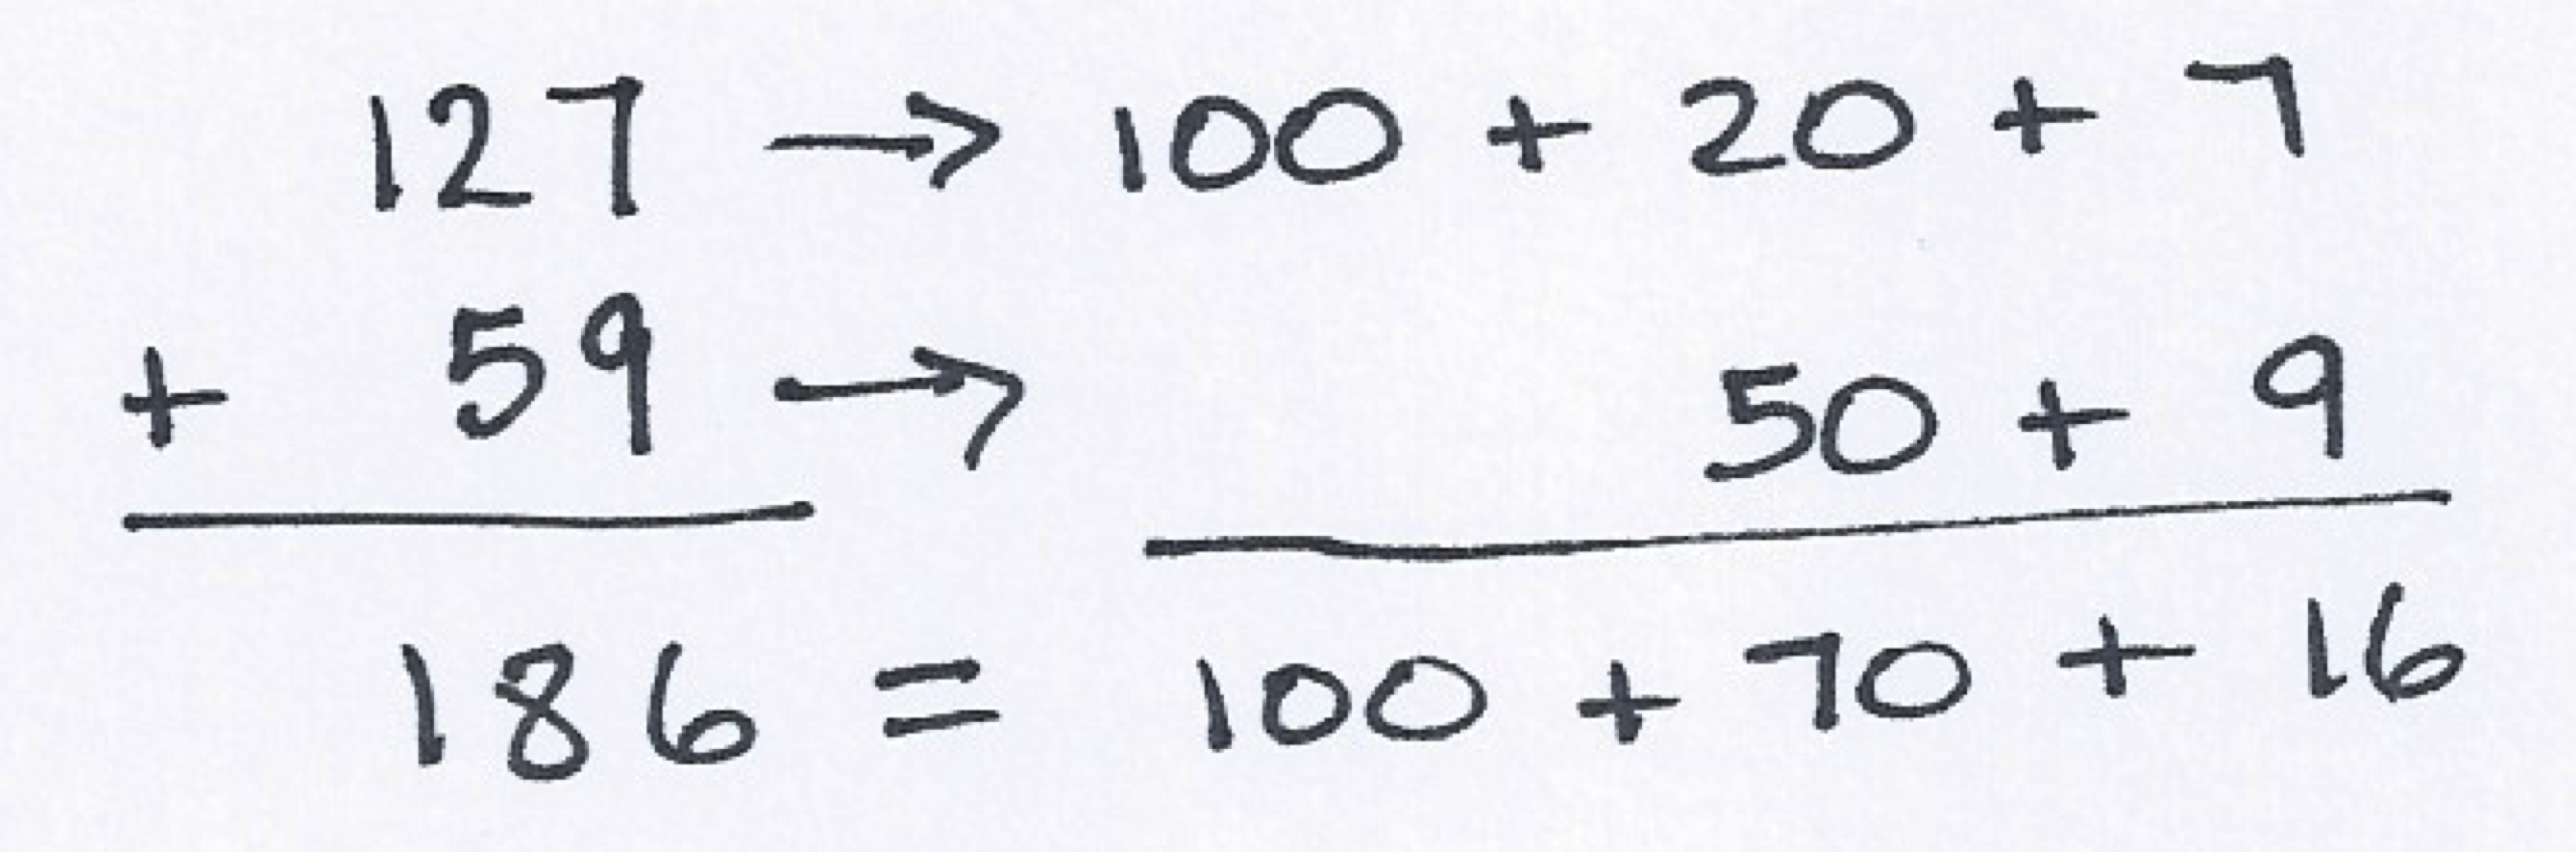 127 → 100 + 20 + 7
+ 59 → 50 + 9
186 = 100 + 70 + 16